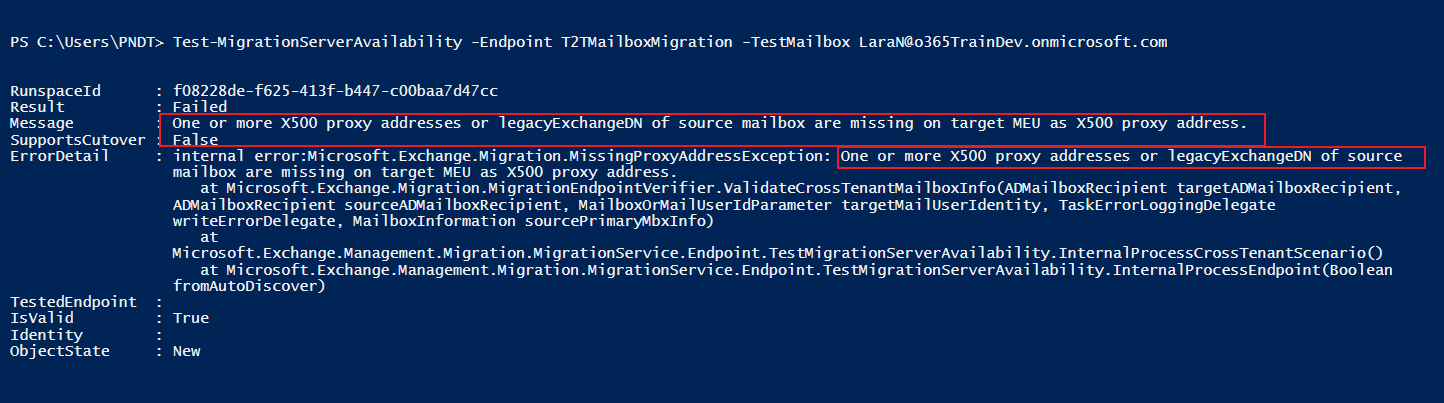 PS C:\Users\PNDT> Test-MigrationServerAvailability -Endpoint T2TMailboxMigration -TestMailbox LaraN@o365TrainDev.onmicrosoft.com
RunspaceId      : f08228de-f625-413f-b447-c00baa7d47cc
Result          : Failed
Message         : One or more X500 proxy addresses or legacyExchangeDN of source mailbox are missing on target MEU as X500 proxy address.
SupportsCutover : False
ErrorDetail     : internal error:Microsoft.Exchange.Migration.MissingProxyAddressException: One or more X500 proxy addresses or legacyExchangeDN of source
mailbox are missing on target MEU as X500 proxy address.
at Microsoft.Exchange.Migration.MigrationEndpointVerifier.ValidateCrossTenantMailboxInfo(ADMailboxRecipient targetADMailboxRecipient,
ADMailboxRecipient sourceADMailboxRecipient, MailboxOrMailUserIdParameter targetMailUserIdentity, TaskErrorLoggingDelegate
writeErrorDelegate, MailboxInformation sourcePrimaryMbxInfo)
at
Microsoft.Exchange.Management.Migration.MigrationService.Endpoint.TestMigrationServerAvailability.InternalProcessCrossTenantScenario()
at Microsoft.Exchange.Management.Migration.MigrationService.Endpoint.TestMigrationServerAvailability.InternalProcessEndpoint(Boolean
fromAutoDiscover)
TestedEndpoint  :
IsValid         : True
Identity        :
ObjectState     : New